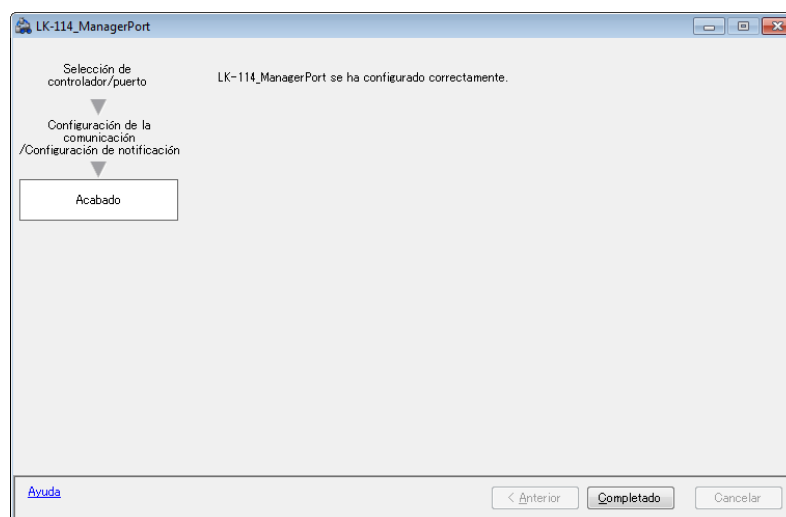 LK-114_ManagerPort
Selección de
controlador/puerto
LK-114_ManagerPort se ha configurado correctamente.
Configuración de la
comunicación
/Configuración de notificación
Acabado
Ayuda
< Anterior
Completado
Cancelar